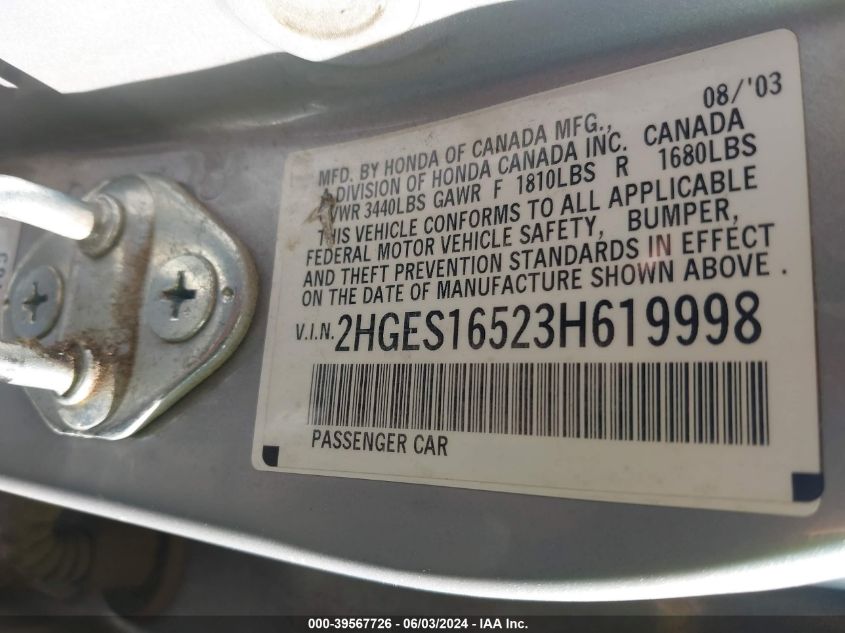 08/'03
MFD. BY HONDA OF CANADA MFG.,
A DIVISION OF HONDA CANADA INC. CANADA
GVWR 3440LBS GAWR F 1810LBS R 1680LBS
THIS VEHICLE CONFORMS TO ALL APPLICABLE
FEDERAL MOTOR VEHICLE SAFETY, BUMPER,
AND THEFT PREVENTION STANDARDS IN EFFECT
ON THE DATE OF MANUFACTURE SHOWN ABOVE.
V.I.N. 2HGES16523H619998
PASSENGER CAR
000-39567726 - 06/03/2024 - IAA Inc.